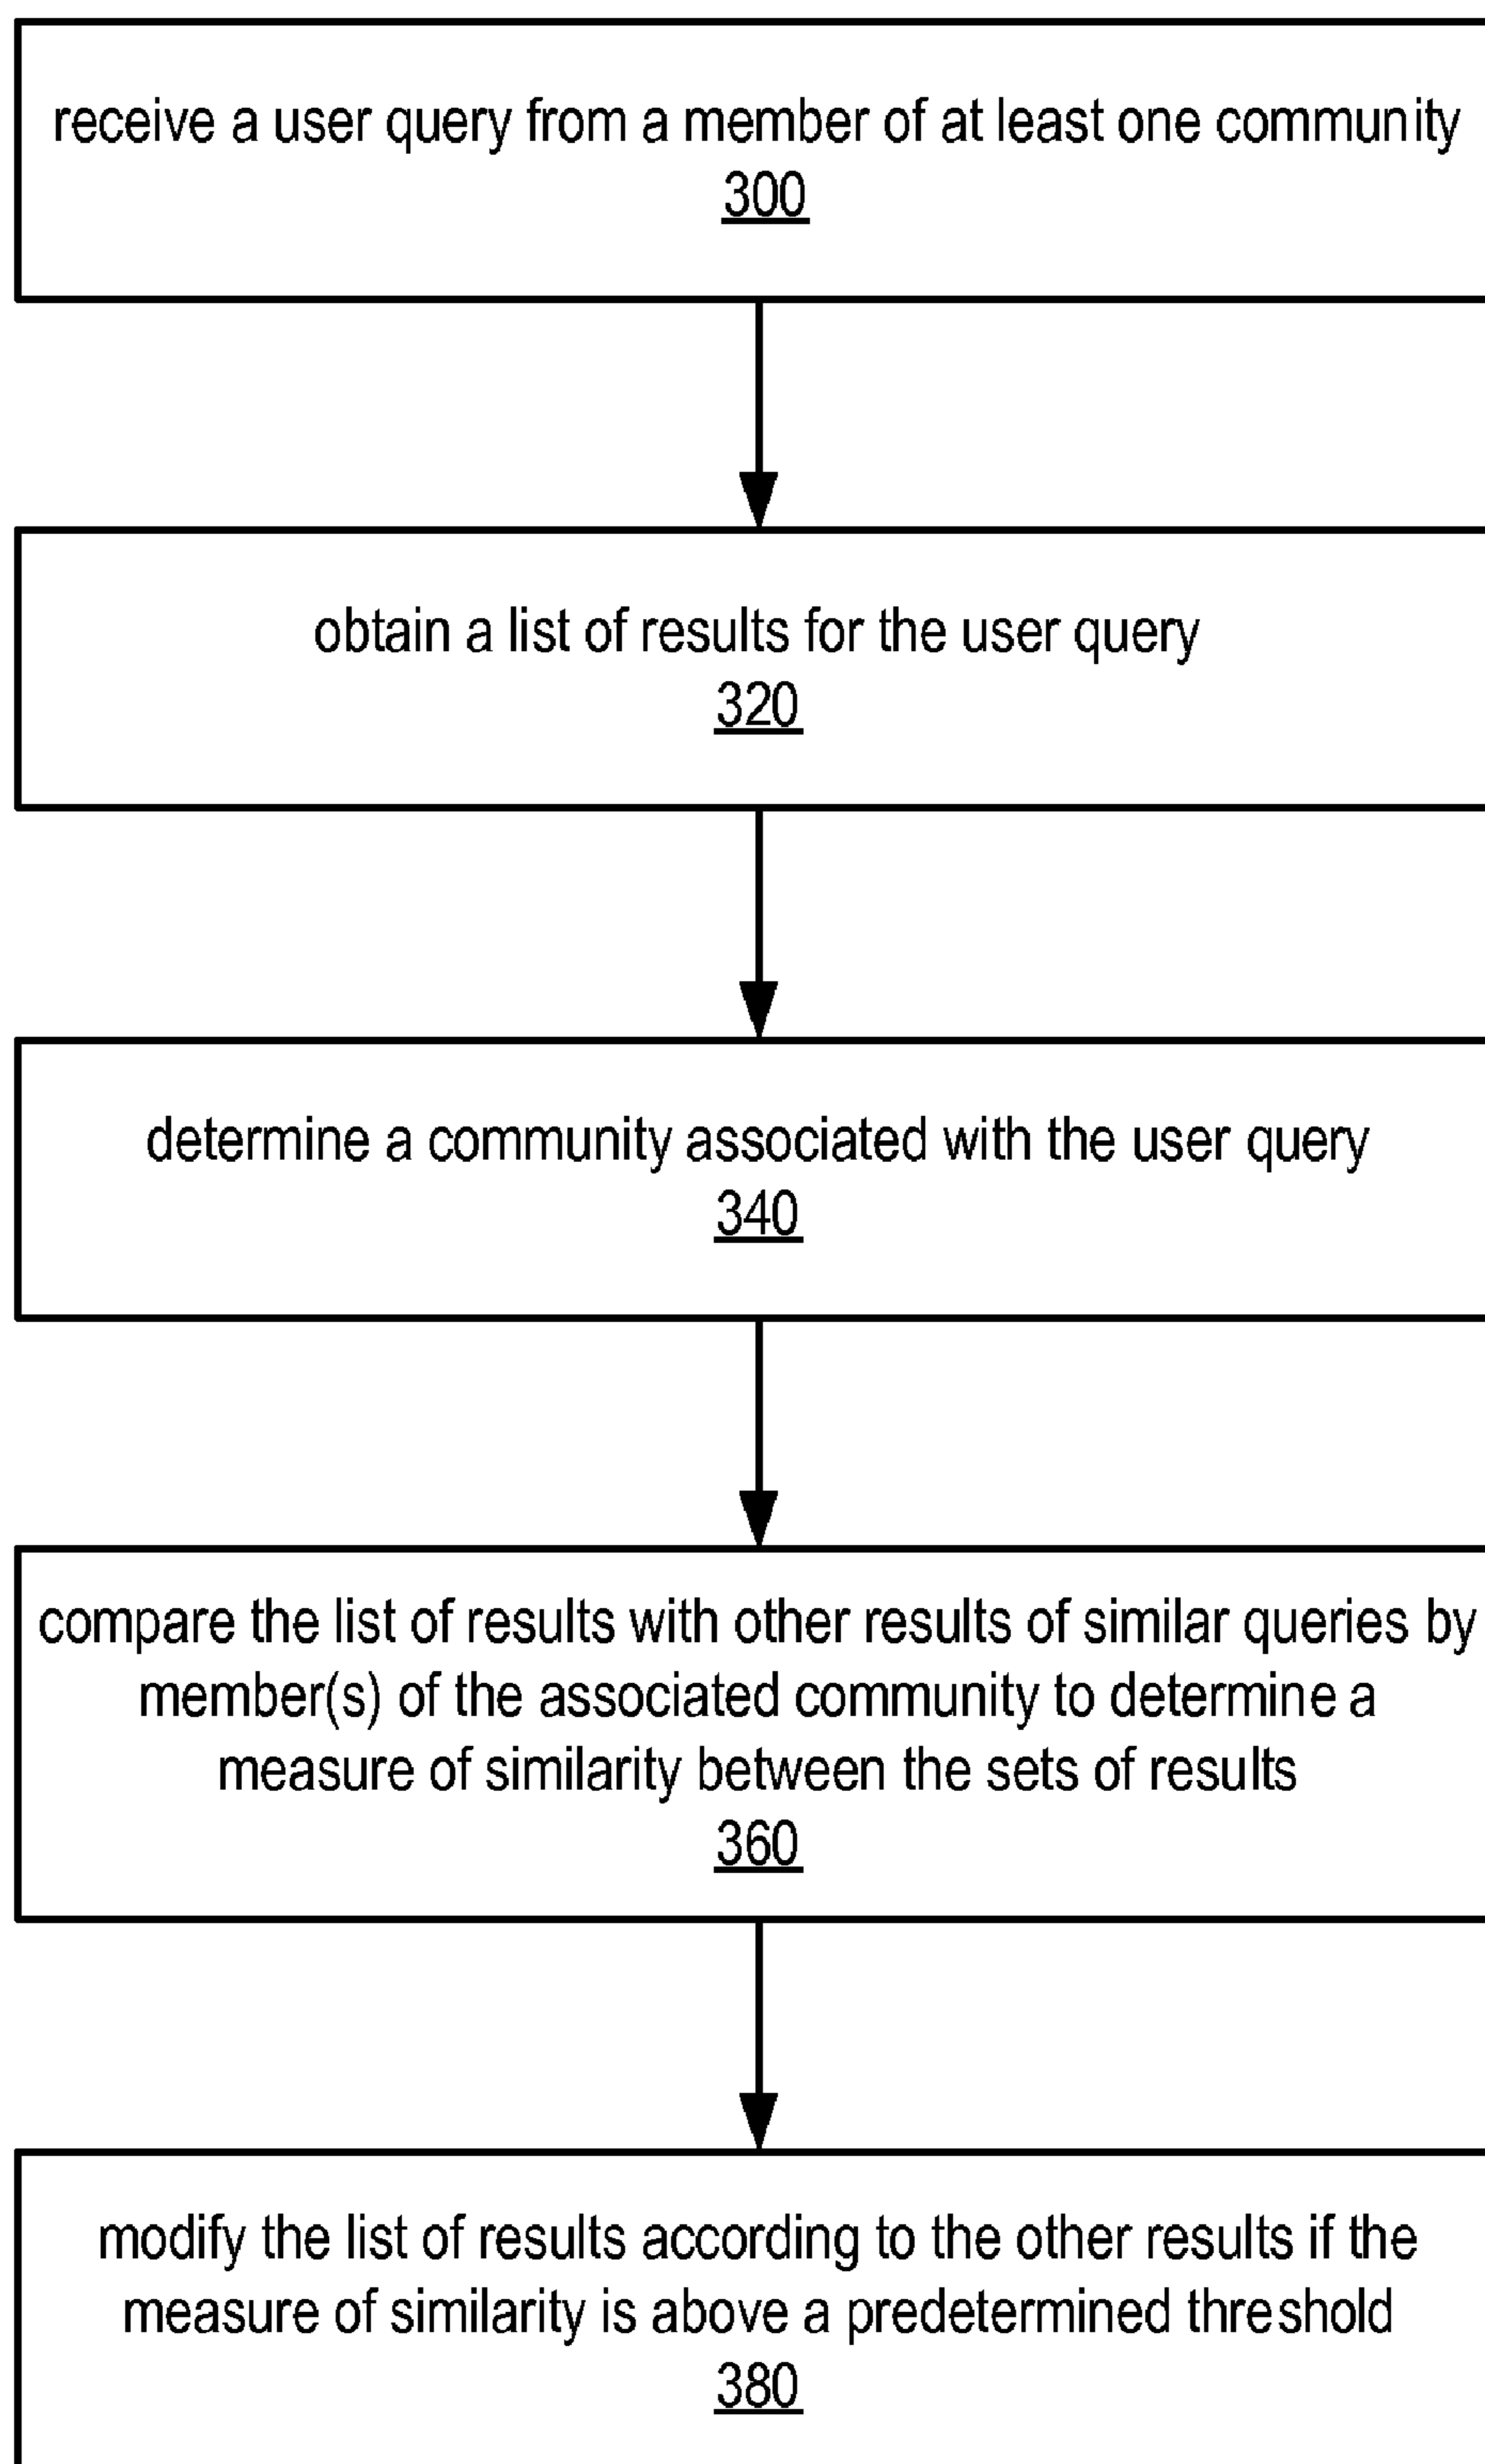 receive a user query from a member of at least one community
300
obtain a list of results for the user query
320
determine a community associated with the user query
340
compare the list of results with other results of similar queries by
member(s) of the associated community to determine a
measure of similarity between the sets of results
360
modify the list of results according to the other results if the
measure of similarity is above a predetermined threshold
380